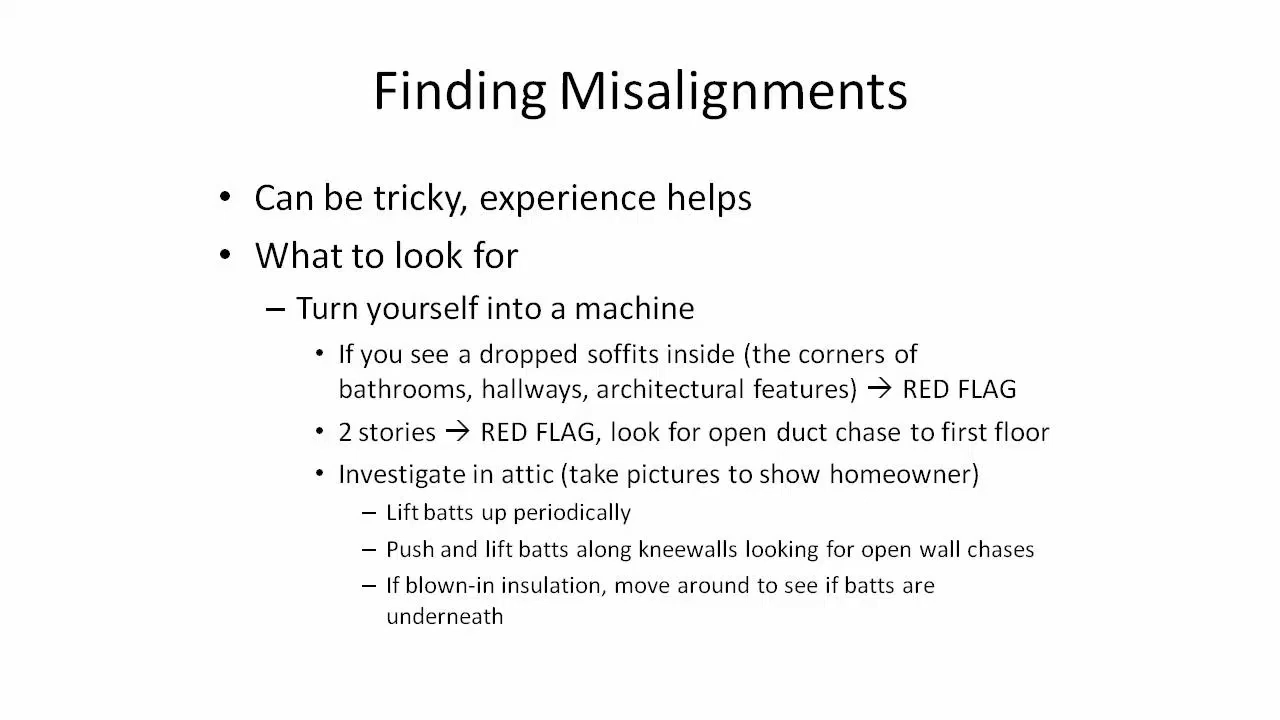 Finding Misalignments
• Can be tricky, experience helps
• What to look for
– Turn yourself into a machine
• If you see a dropped soffits inside (the corners of
bathrooms, hallways, architectural features) → RED FLAG
• 2 stories → RED FLAG, look for open duct chase to first floor
• Investigate in attic (take pictures to show homeowner)
– Lift batts up periodically
– Push and lift batts along kneewalls looking for open wall chases
– If blown-in insulation, move around to see if batts are
underneath